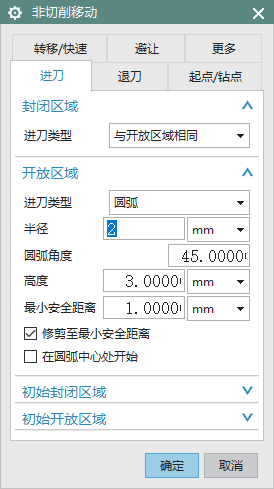 非切削移动
转移/快速 避让 更多
进刀 退刀 起点/钻点
封闭区域
进刀类型 与开放区域相同
开放区域
进刀类型 圆弧
半径 2 mm
圆弧角度 45.0000
高度 3.0000 mm
最小安全距离 1.0000 mm
修剪至最小安全距离
在圆弧中心处开始
初始封闭区域
初始开放区域
确定 取消